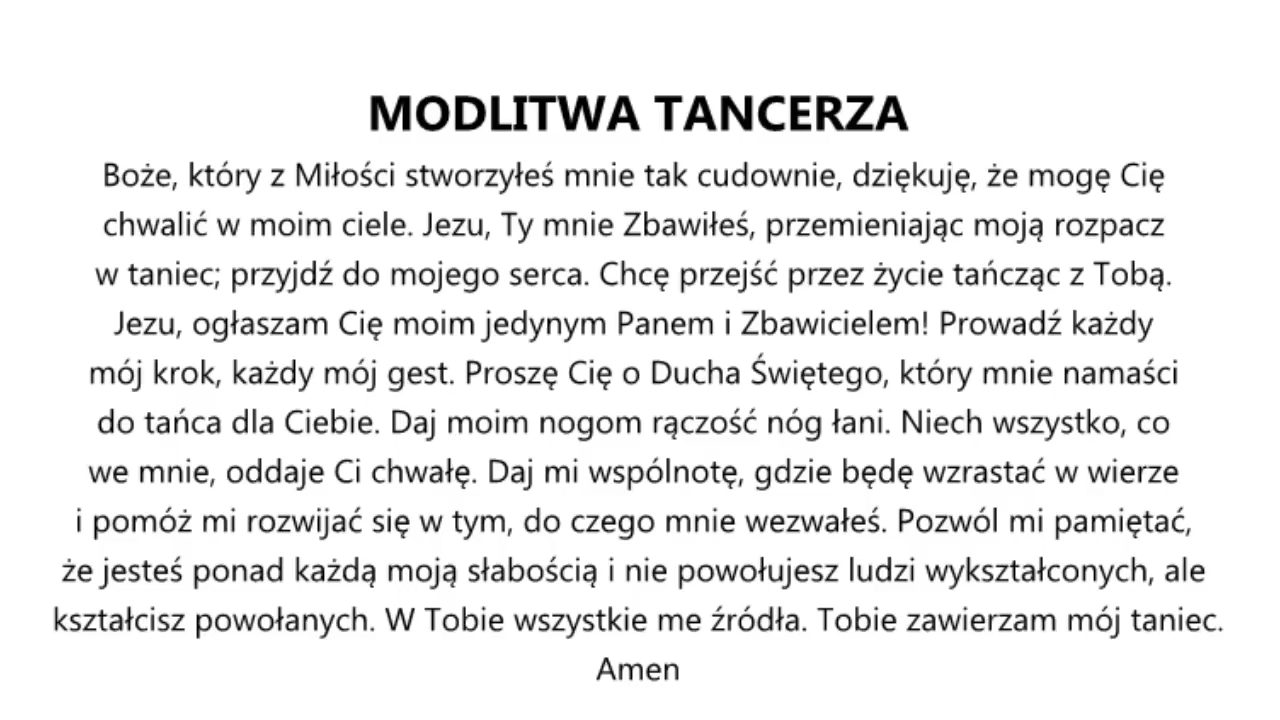 MODLITWA TANCERZA
Boże, który z Miłości stworzyłeś mnie tak cudownie, dziękuję, że mogę Cię
chwalić w moim ciele. Jezu, Ty mnie Zbawiłeś, przemieniając moją rozpacz
w taniec; przyjdź do mojego serca. Chcę przejść przez życie tańcząc z Tobą.
Jezu, ogłaszam Cię moim jedynym Panem i Zbawicielem! Prowadź każdy
mój krok, każdy mój gest. Proszę Cię o Ducha Świętego, który mnie namaści
do tańca dla Ciebie. Daj moim nogom rączość nóg łani. Niech wszystko, co
we mnie, oddaje Ci chwałę. Daj mi wspólnotę, gdzie będę wzrastać w wierze
i pomóż mi rozwijać się w tym, do czego mnie wezwałeś. Pozwól mi pamiętać,
że jesteś ponad każdą moją słabością i nie powołujesz ludzi wykształconych, ale
kształcisz powołanych. W Tobie wszystkie me źródła. Tobie zawierzam mój taniec.
Amen